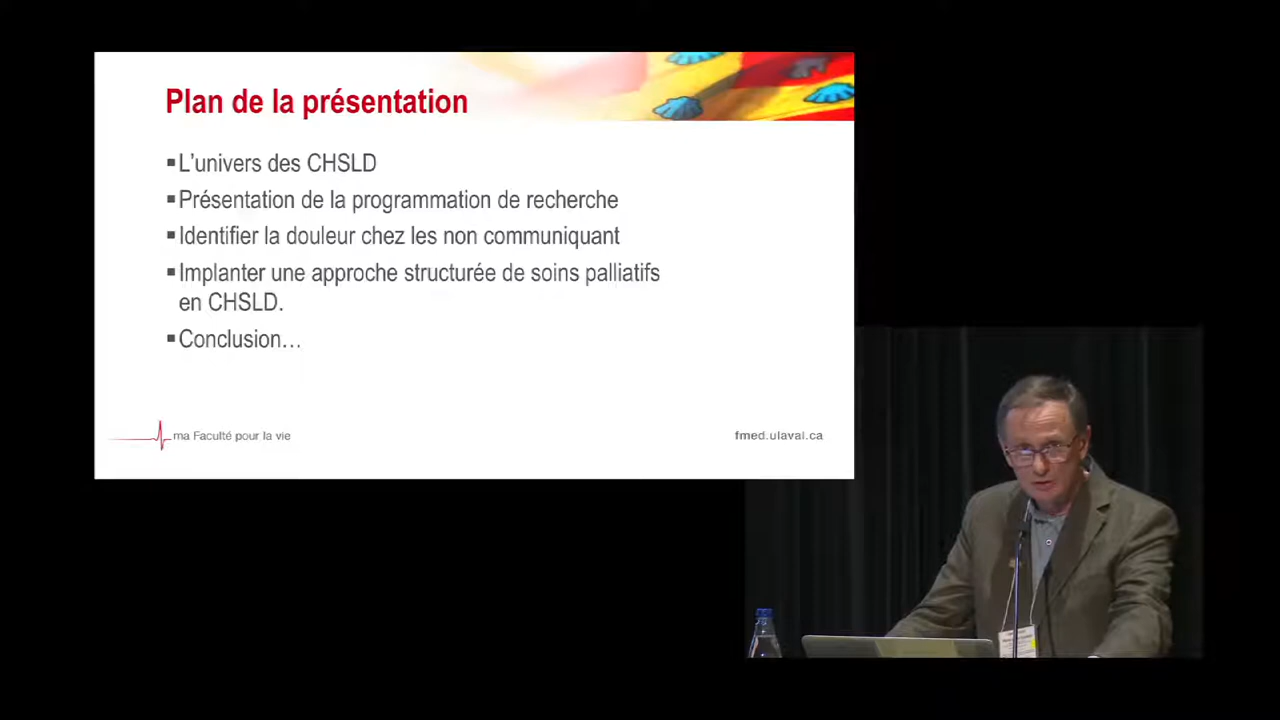 Plan de la présentation
▪L'univers des CHSLD
▪Présentation de la programmation de recherche
▪Identifier la douleur chez les non communiquant
▪Implanter une approche structurée de soins palliatifs
en CHSLD.
▪Conclusion…
ma Faculté pour la vie
fmed.ulaval.ca